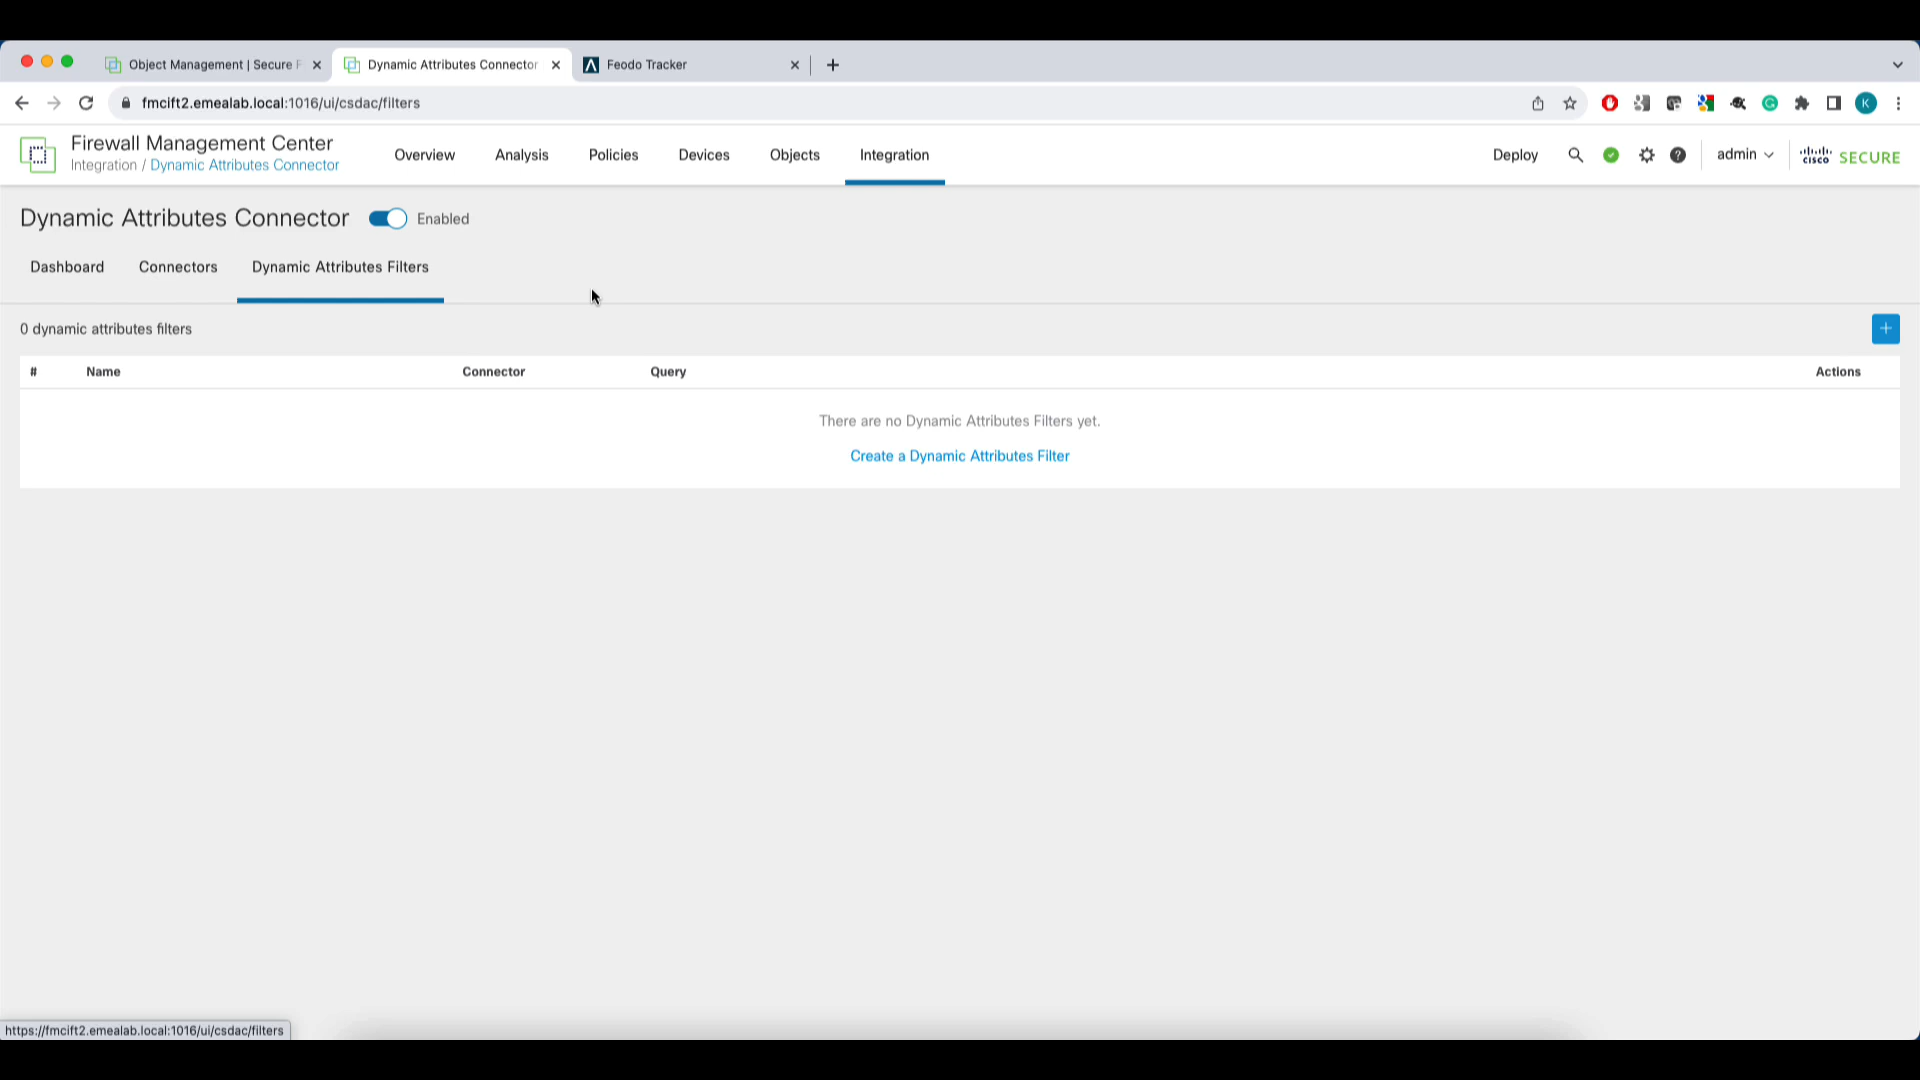 Object Management | Secure F
Dynamic Attributes Connector
Feodo Tracker
fmcift2.emealab.local:1016/ui/csdac/filters
K
Firewall Management Center
Integration / Dynamic Attributes Connector
Overview
Analysis
Policies
Devices
Objects
Integration
Deploy
admin
cisco SECURE
Dynamic Attributes Connector
Enabled
Dashboard
Connectors
Dynamic Attributes Filters
0 dynamic attributes filters
# Name Connector Query Actions
There are no Dynamic Attributes Filters yet.
Create a Dynamic Attributes Filter
https://fmcift2.emealab.local:1016/ui/csdac/filters